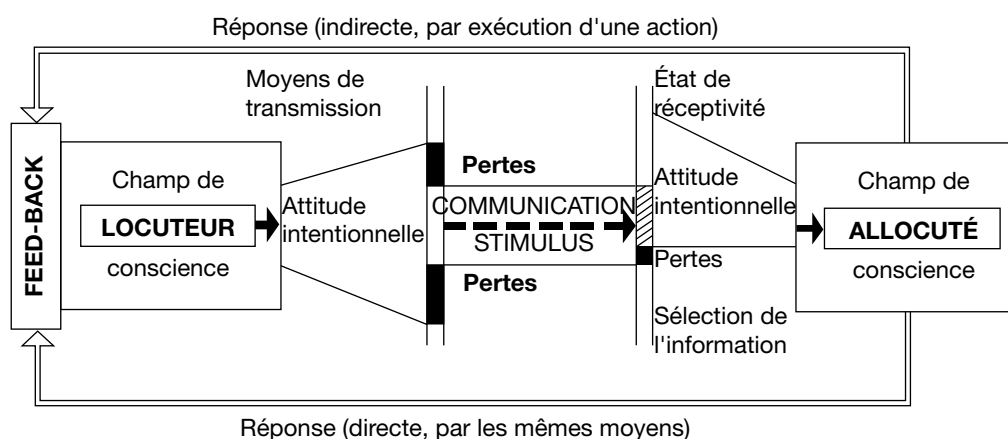 Réponse (indirecte, par exécution d'une action)
Moyens de
transmission
État de
réceptivité
FEED-BACK
Champ de
LOCUTEUR
conscience
Attitude
intentionnelle
Pertes
COMMUNICATION
STIMULUS
Pertes
Attitude
intentionnelle
Pertes
Sélection de
l'information
Champ de
ALLOCUTÉ
conscience
Réponse (directe, par les mêmes moyens)